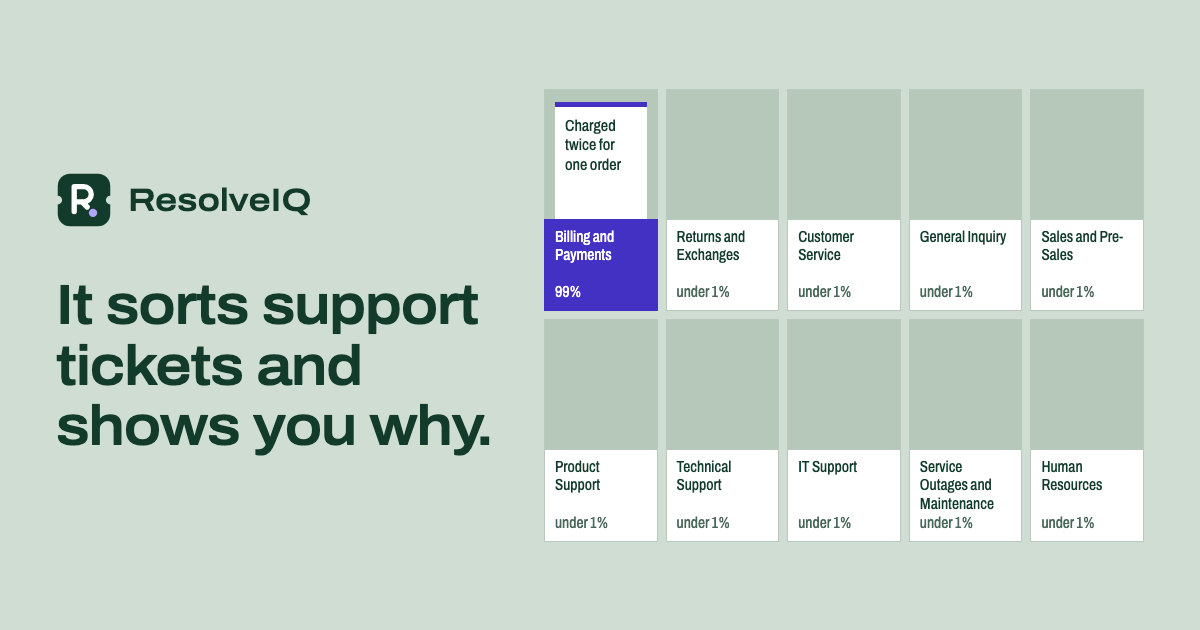 ResolveIQ
It sorts support
tickets and
shows you why.
Charged
twice for
one order
Billing and
Payments
99%
Returns and
Exchanges
under 1%
Customer
Service
under 1%
General Inquiry
under 1%
Sales and Pre-
Sales
under 1%
Product
Support
under 1%
Technical
Support
under 1%
IT Support
under 1%
Service
Outages and
Maintenance
under 1%
Human
Resources
under 1%